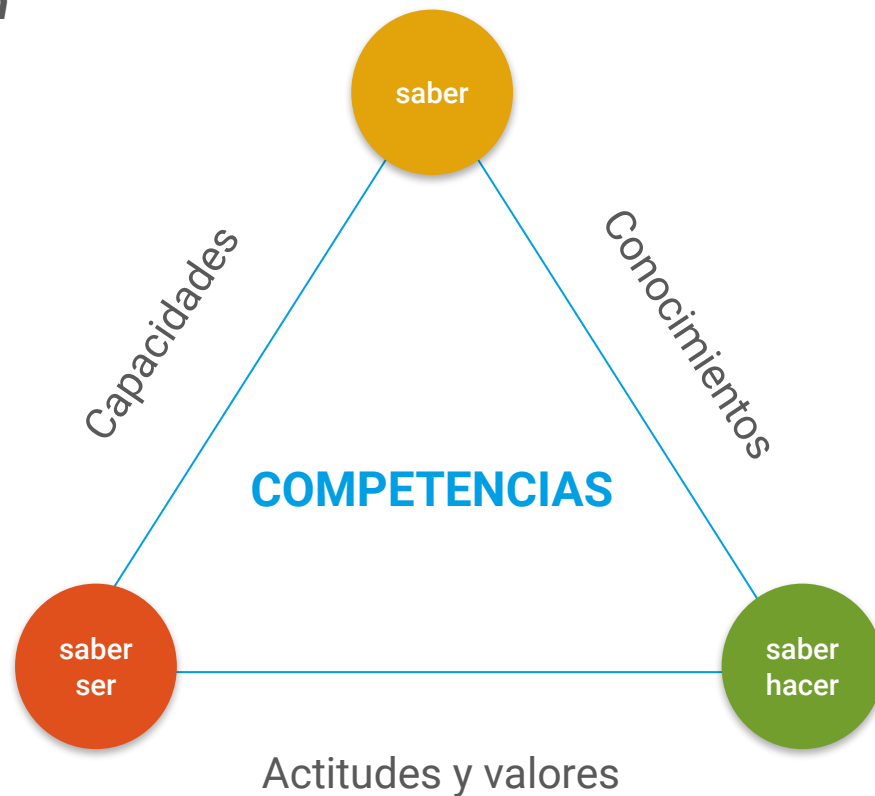 saber
Capacidades
Conocimientos
COMPETENCIAS
saber
ser
saber
hacer
Actitudes y valores